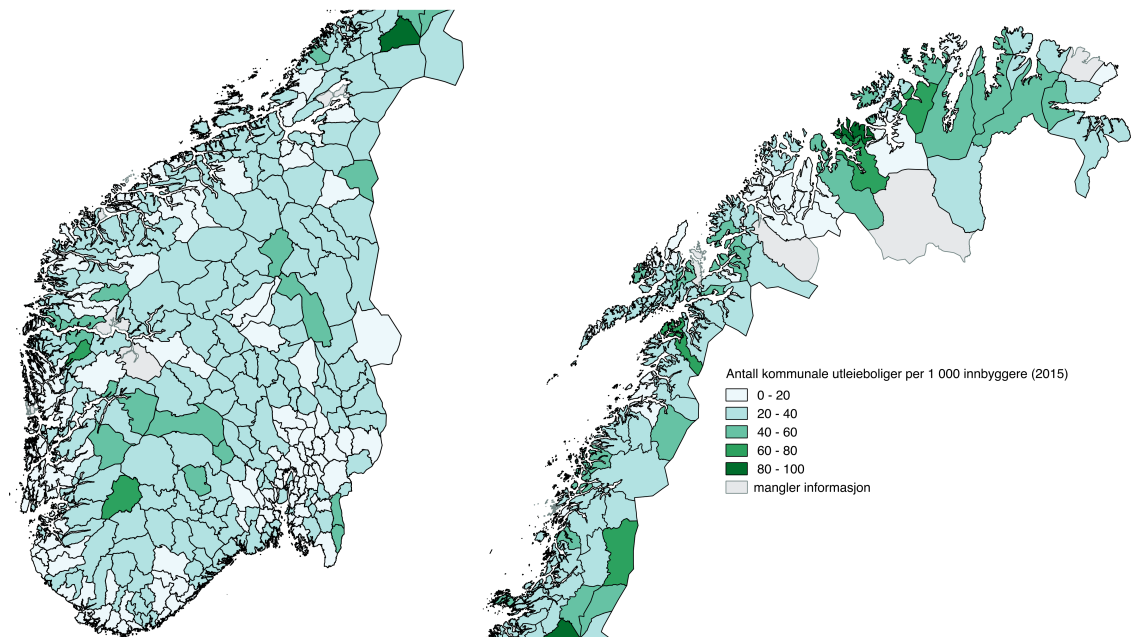 Antall kommunale utleieboliger per 1 000 innbyggere (2015)
0 - 20
20 - 40
40 - 60
60 - 80
80 - 100
mangler informasjon